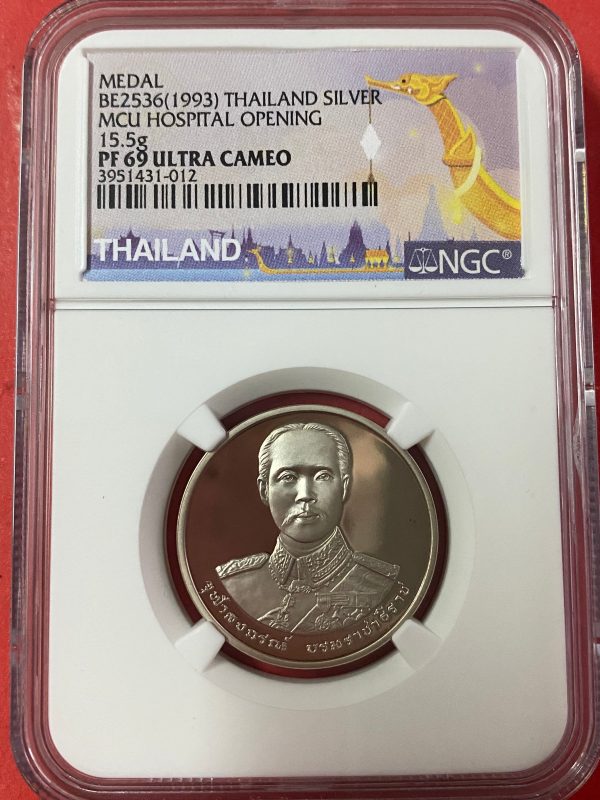 MEDAL
BE2536(1993) THAILAND SILVER
MCU HOSPITAL OPENING
15.5g
PF 69 ULTRA CAMEO
3951431-012
THAILAND
NGC®
จุฬาลงกรณ์ บรมราชาธิราช